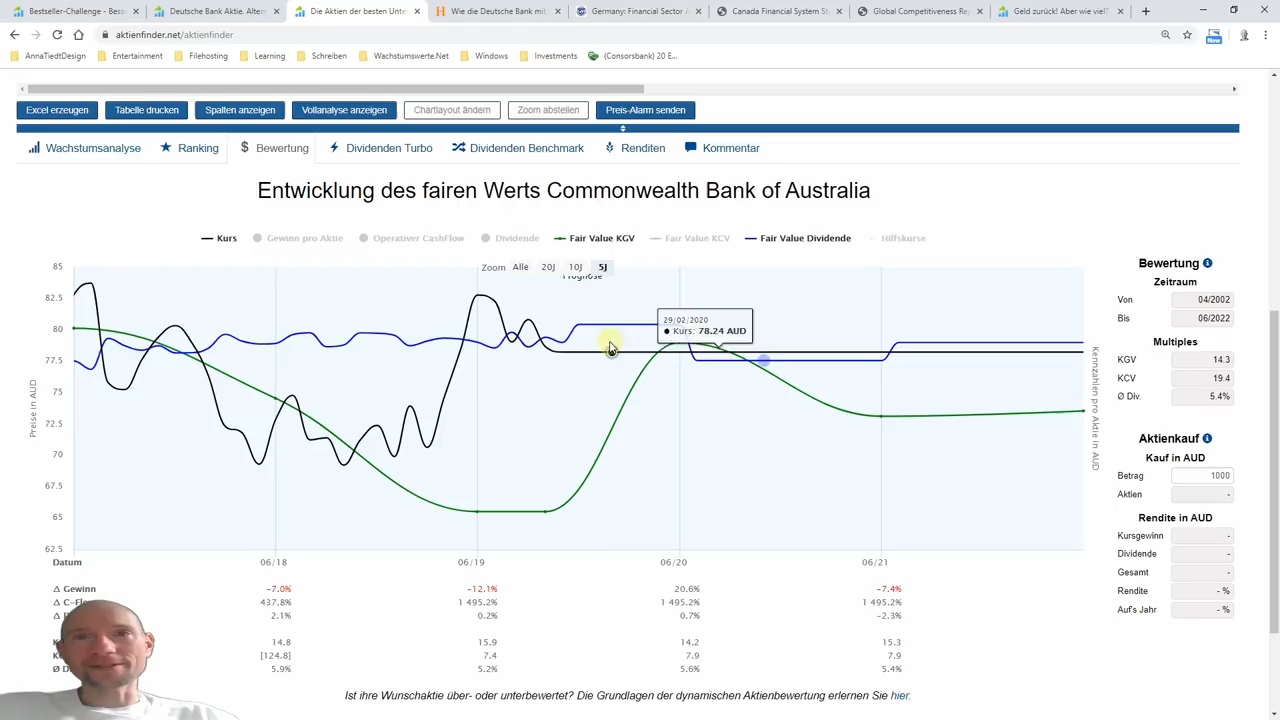 Bestseller-Challenge - Bess
Deutsche Bank Aktie. Altern
Die Aktien der besten Unte
Wie die Deutsche Bank mit
Germany: Financial Sector A
Canada Financial System St
Global Competitiveness Re
Geld zurück! Aber wie viel?
aktienfinder.net/aktienfinder
New
AnnaTiedtDesign
Entertainment
Filehosting
Learning
Schreiben
Wachstumswerte.Net
Windows
Investments
(Consorsbank) 20 E...
Excel erzeugen
Tabelle drucken
Spalten anzeigen
Vollanalyse anzeigen
Chartlayout ändern
Zoom abstellen
Preis-Alarm senden
Wachstumsanalyse
Ranking
$ Bewertung
Dividenden Turbo
Dividenden Benchmark
Renditen
Kommentar
Entwicklung des fairen Werts Commonwealth Bank of Australia
Kurs
Gewinn pro Aktie
Operativer CashFlow
Dividende
Fair Value KGV
Fair Value KCV
Fair Value Dividende
Hilfskurse
Zoom Alle 20J 10J 5J
Prognose
29/02/2020
Kurs: 78.24 AUD
85
82.5
80
77.5
75
72.5
70
67.5
65
62.5
Preise in AUD
Kennzahlen pro Aktie in AUD
Datum 06/18 06/19 06/20 06/21
Δ Gewinn -7.0% -12.1% 20.6% -7.4%
Δ C-Fl 437.8% 1 495.2% 1 495.2% 1 495.2%
2.1% 0.2% 0.7% -2.3%
14.8 15.9 14.2 15.3
[124.8] 7.4 7.9 7.9
5.9% 5.2% 5.6% 5.4%
Bewertung
Zeitraum
Von 04/2002
Bis 06/2022
Multiples
KGV 14.3
KCV 19.4
Ø Div. 5.4%
Aktienkauf
Kauf in AUD
Betrag 1000
Aktien -
Rendite in AUD
Kursgewinn -
Dividende -
Gesamt -
Rendite - %
Auf's Jahr - %
Ist ihre Wunschaktie über- oder unterbewertet? Die Grundlagen der dynamischen Aktienbewertung erlernen Sie hier.